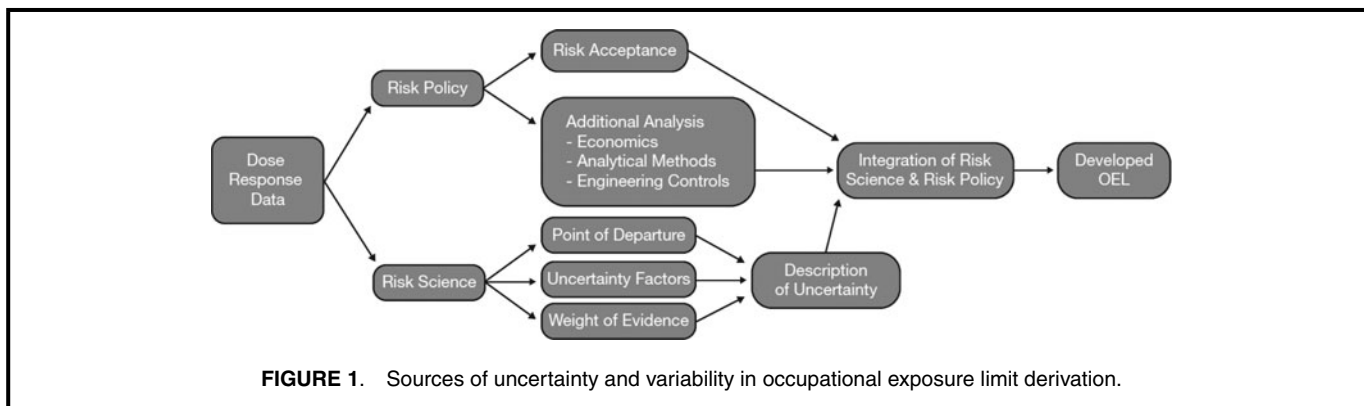 Risk Acceptance
Risk Policy
Additional Analysis
- Economics
- Analytical Methods
- Engineering Controls
Dose
Response
Data
Integration of Risk
Science & Risk Policy
Developed
OEL
Point of Departure
Risk Science
Uncertainty Factors
Weight of Evidence
Description
of Uncertainty
FIGURE 1. Sources of uncertainty and variability in occupational exposure limit derivation.